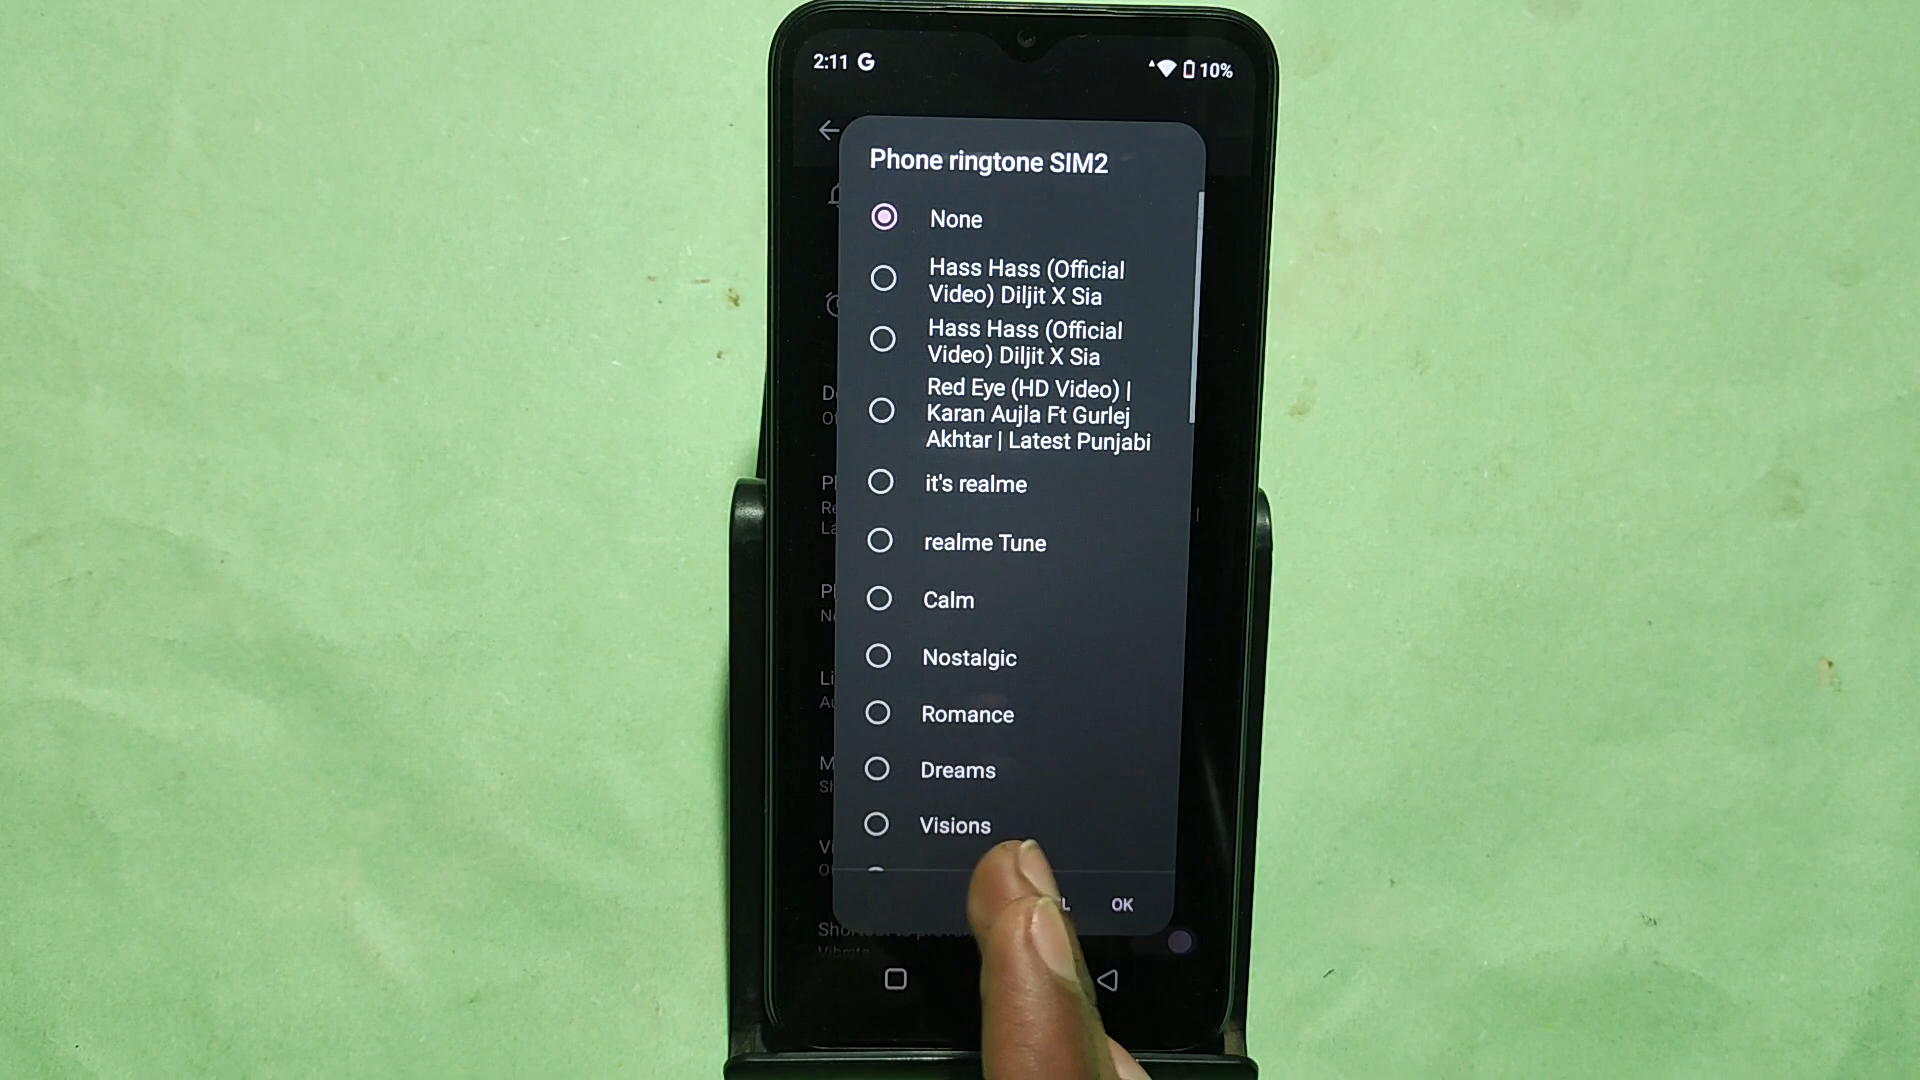 2:11 G
10%
Phone ringtone SIM2
None
Hass Hass (Official
Video) Diljit X Sia
Hass Hass (Official
Video) Diljit X Sia
Red Eye (HD Video) |
Karan Aujla Ft Gurlej
Akhtar | Latest Punjabi
it's realme
realme Tune
Calm
Nostalgic
Romance
Dreams
Visions
OK
Vibrate